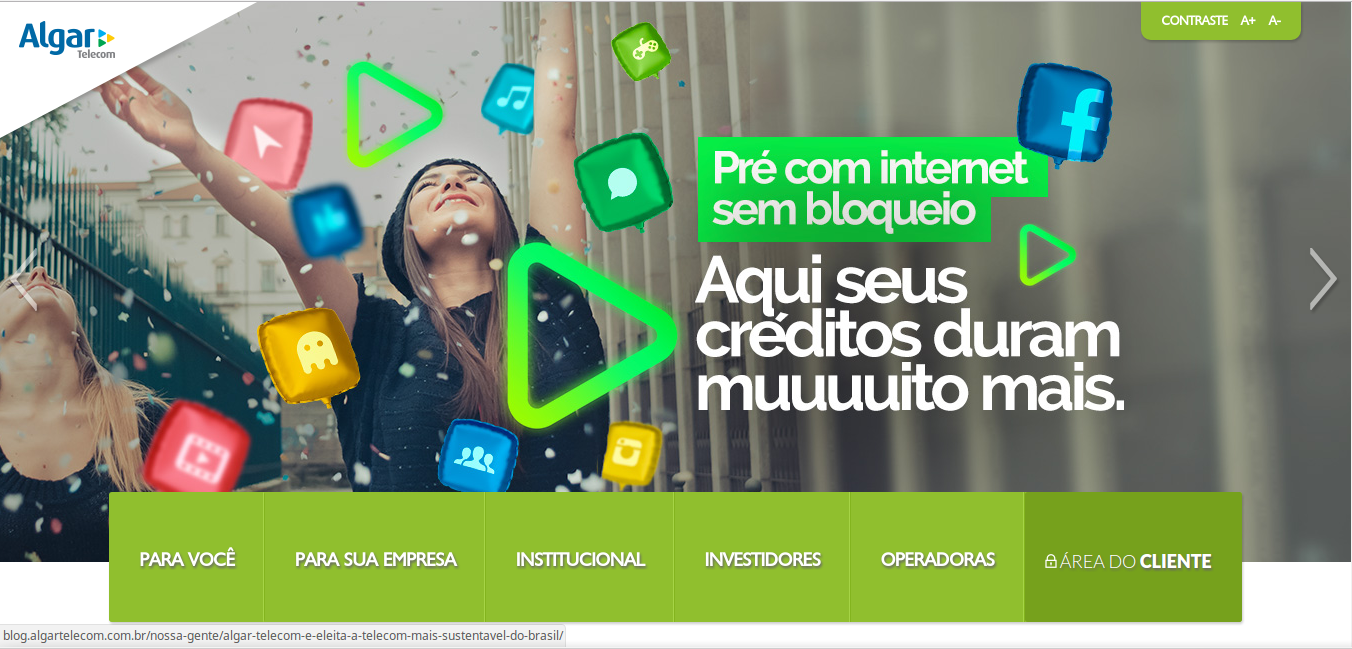 Algar
Telecom
CONTRASTE A+ A-
Pré com internet
sem bloqueio
Aqui seus
créditos duram
muuuuito mais.
PARA VOCÊ
PARA SUA EMPRESA
INSTITUCIONAL
INVESTIDORES
OPERADORAS
ÁREA DO CLIENTE
blog.algartelecom.com.br/nossa-gente/algar-telecom-e-eleita-a-telecom-mais-sustentavel-do-brasil/